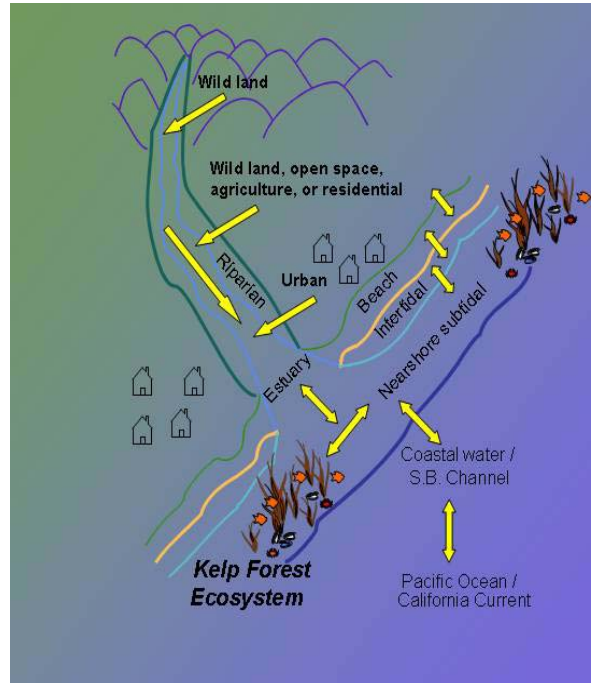 Wild land
Wild land, open space,
agriculture, or residential
Riparian
Urban
Beach
Intertidal
Nearshore subtidal
Estuary
Coastal water /
S.B. Channel
Kelp Forest
Ecosystem
Pacific Ocean /
California Current